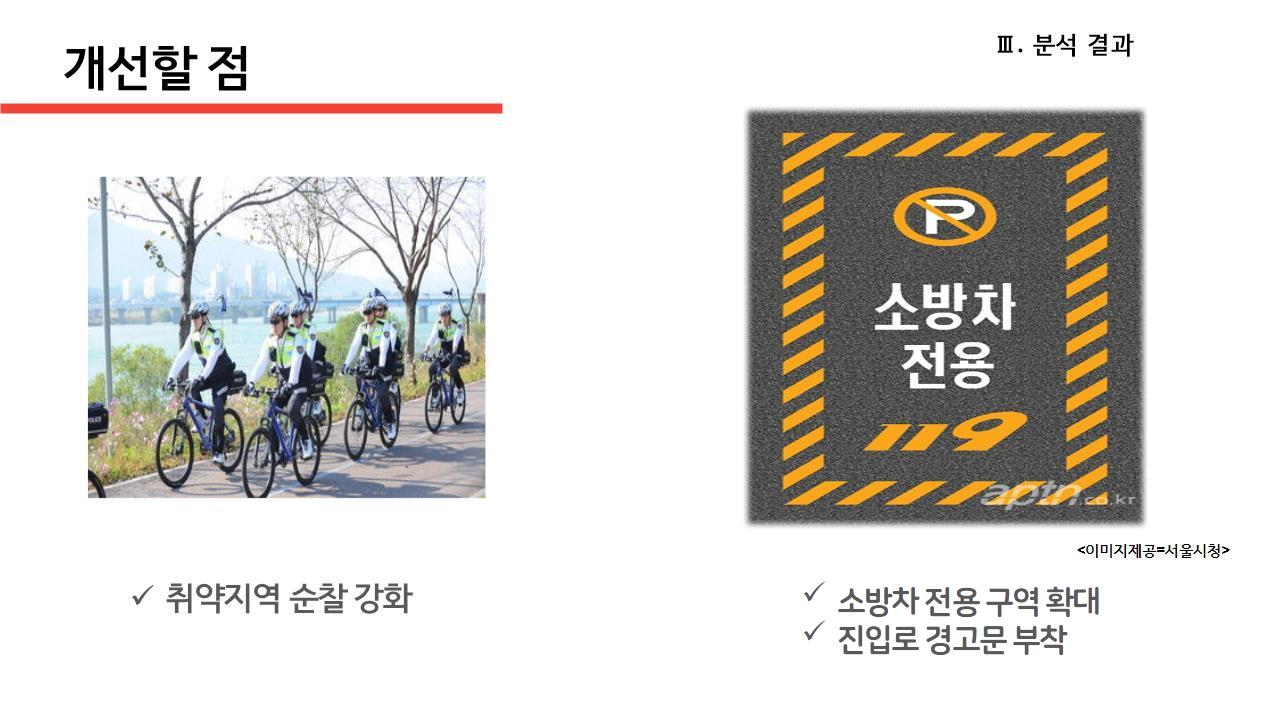 개선할 점
Ⅲ. 분석 결과
POLICE
소방차
전용
119
aptn.co.kr
<이미지제공=서울시청>
✓ 취약지역 순찰 강화
✓ 소방차 전용 구역 확대
✓ 진입로 경고문 부착